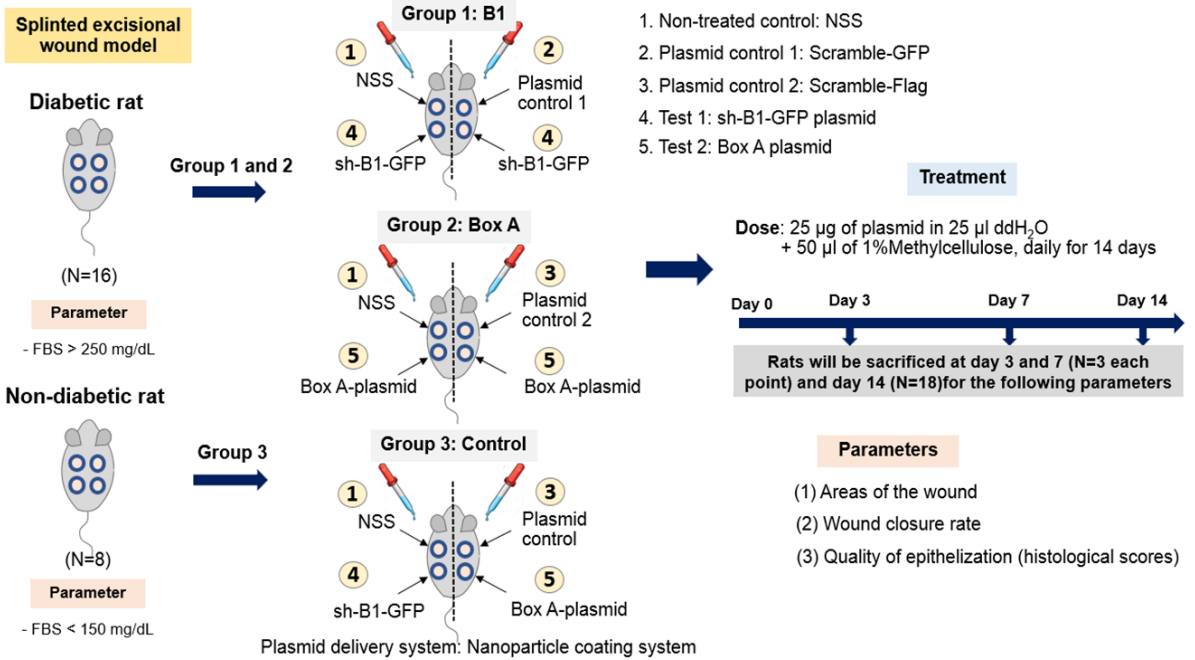 Splinted excisional
wound model
Diabetic rat
(N=16)
Parameter
- FBS > 250 mg/dL
Non-diabetic rat
(N=8)
Parameter
- FBS < 150 mg/dL
Group 1 and 2
Group 3
Group 1: B1
1
NSS
2
Plasmid
control 1
4
sh-B1-GFP
4
sh-B1-GFP
Group 2: Box A
1
NSS
3
Plasmid
control 2
5
Box A-plasmid
5
Box A-plasmid
Group 3: Control
1
NSS
3
Plasmid
control
4
sh-B1-GFP
5
Box A-plasmid
Plasmid delivery system: Nanoparticle coating system
1. Non-treated control: NSS
2. Plasmid control 1: Scramble-GFP
3. Plasmid control 2: Scramble-Flag
4. Test 1: sh-B1-GFP plasmid
5. Test 2: Box A plasmid
Treatment
Dose: 25 µg of plasmid in 25 µl ddH₂O
+ 50 µl of 1%Methylcellulose, daily for 14 days
Day 0 Day 3 Day 7 Day 14
Rats will be sacrificed at day 3 and 7 (N=3 each
point) and day 14 (N=18)for the following parameters
Parameters
(1) Areas of the wound
(2) Wound closure rate
(3) Quality of epithelization (histological scores)